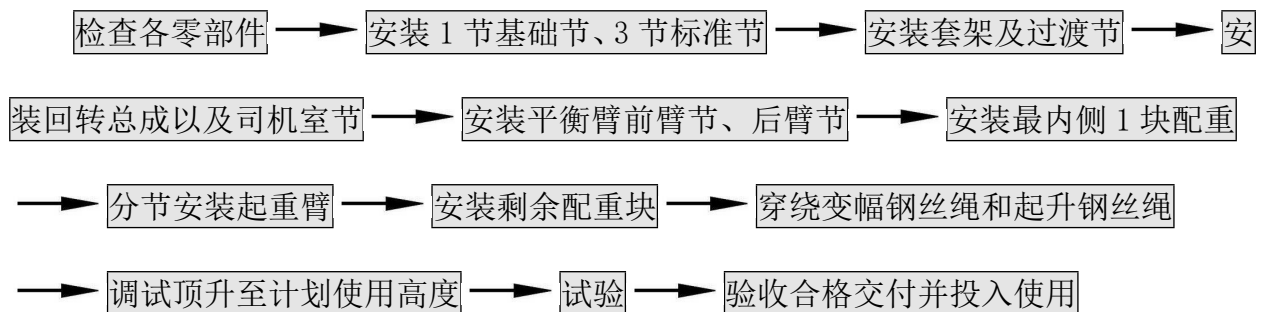 检查各零部件 → 安装 1 节基础节、3 节标准节 → 安装套架及过渡节 → 安
装回转总成以及司机室节 → 安装平衡臂前臂节、后臂节 → 安装最内侧 1 块配重
→ 分节安装起重臂 → 安装剩余配重块 → 穿绕变幅钢丝绳和起升钢丝绳
→ 调试顶升至计划使用高度 → 试验 → 验收合格交付并投入使用